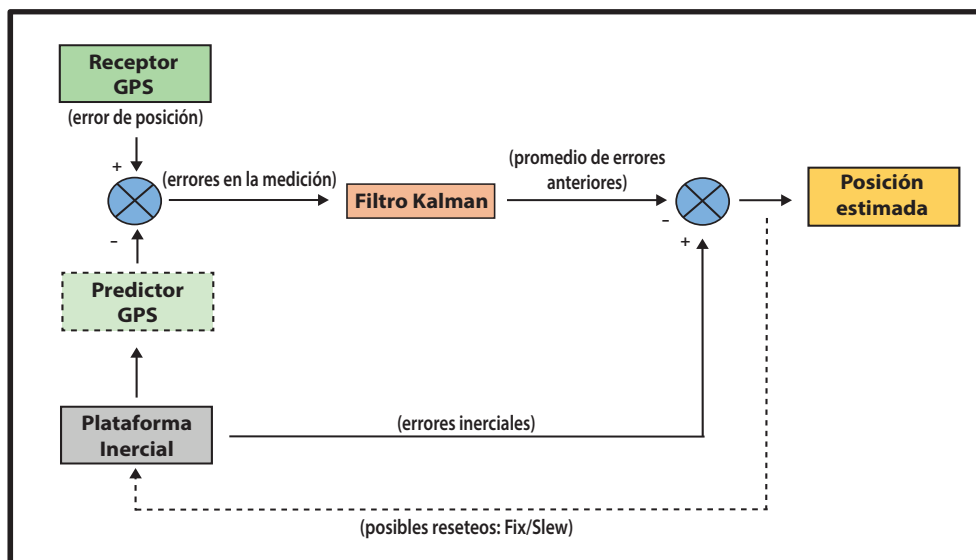 Receptor
GPS
(error de posición)
+
(errores en la medición)
Filtro Kalman
(promedio de errores
anteriores)
–
+
Posición
estimada
–
Predictor
GPS
Plataforma
Inercial
(errores inerciales)
(posibles reseteos: Fix/Slew)